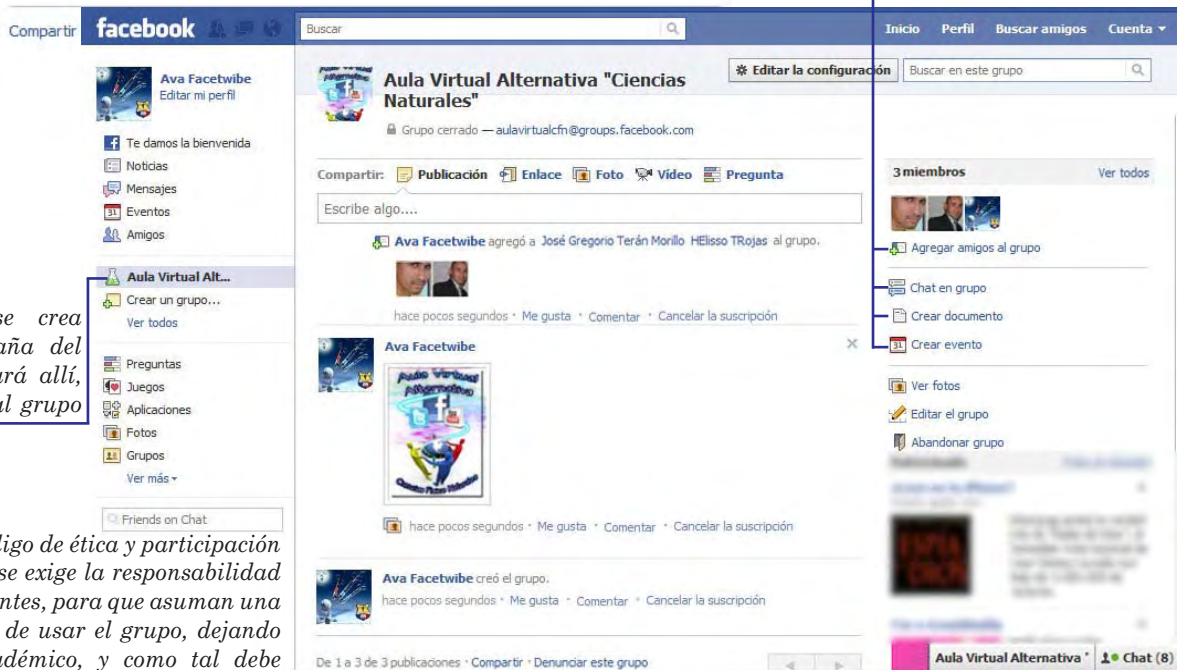 Compartir
facebook
Buscar
Inicio Perfil Buscar amigos Cuenta
Ava Facetwibe
Editar mi perfil
Te damos la bienvenida
Noticias
Mensajes
31 Eventos
Amigos
Aula Virtual Alt...
Crear un grupo...
Ver todos
Preguntas
Juegos
Aplicaciones
Fotos
Grupos
Ver más
Friends on Chat
se crea
aña del
ará allí,
al grupo
digo de ética y participación
se exige la responsabilidad
ntes, para que asuman una
de usar el grupo, dejando
adémico, y como tal debe
Aula Virtual Alternativa "Ciencias
Naturales"
Editar la configuración
Buscar en este grupo
Grupo cerrado — aulavirtualcfn@groups.facebook.com
Compartir: Publicación Enlace Foto Vídeo Pregunta
Escribe algo....
Ava Facetwibe agregó a José Gregorio Terán Morillo HElisso TRojas al grupo.
hace pocos segundos · Me gusta · Comentar · Cancelar la suscripción
Ava Facetwibe
Aula Virtual
Alternativa
hace pocos segundos · Me gusta · Comentar · Cancelar la suscripción
Ava Facetwibe creó el grupo.
hace pocos segundos · Me gusta · Comentar · Cancelar la suscripción
De 1 a 3 de 3 publicaciones · Compartir · Denunciar este grupo
3 miembros Ver todos
Agregar amigos al grupo
Chat en grupo
Crear documento
31 Crear evento
Ver fotos
Editar el grupo
Abandonar grupo
Aula Virtual Alternativa "
Chat (8)